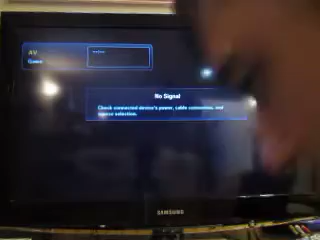 AV
Game
No Signal
Check connected device's power, cable connection, and
source selection.
SAMSUNG